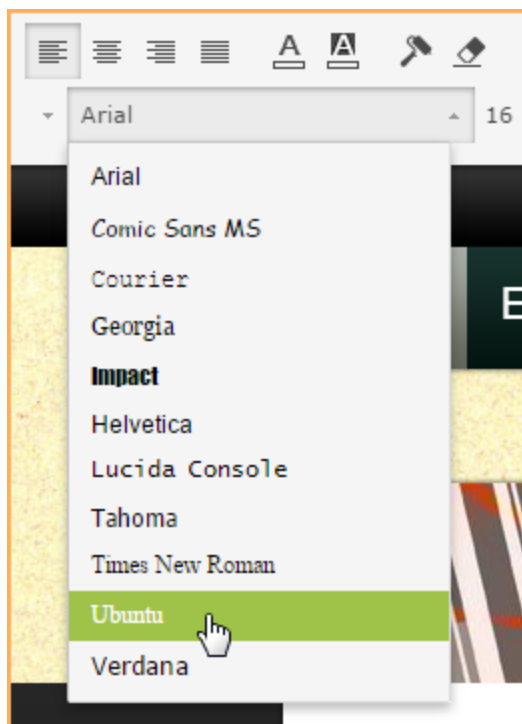 A A
Arial 16
Arial
Comic Sans MS
E
Courier
Georgia
Impact
Helvetica
Lucida Console
Tahoma
Times New Roman
Ubuntu
Verdana